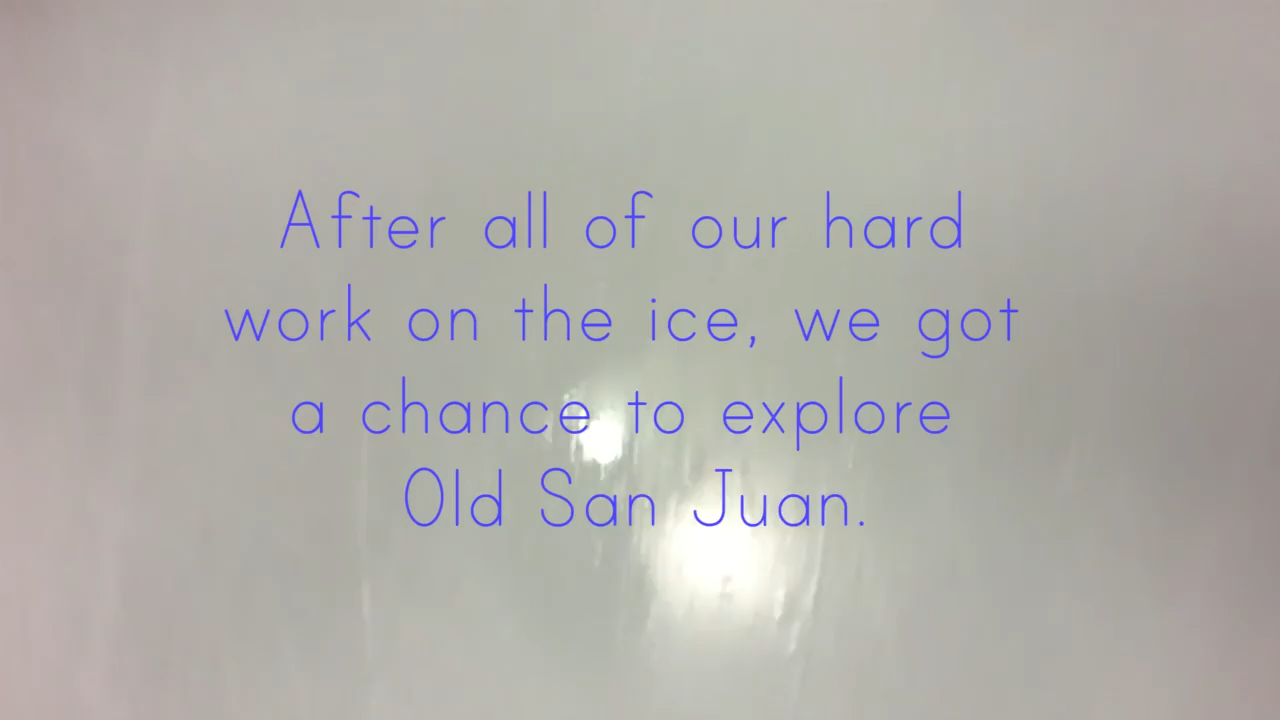 After all of our hard
work on the ice, we got
a chance to explore
Old San Juan.